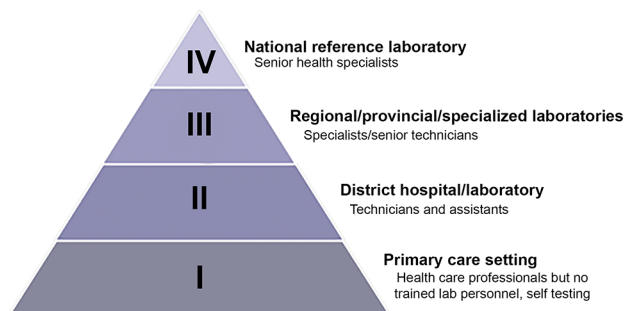 IV
National reference laboratory
Senior health specialists
III
Regional/provincial/specialized laboratories
Specialists/senior technicians
II
District hospital/laboratory
Technicians and assistants
I
Primary care setting
Health care professionals but no
trained lab personnel, self testing